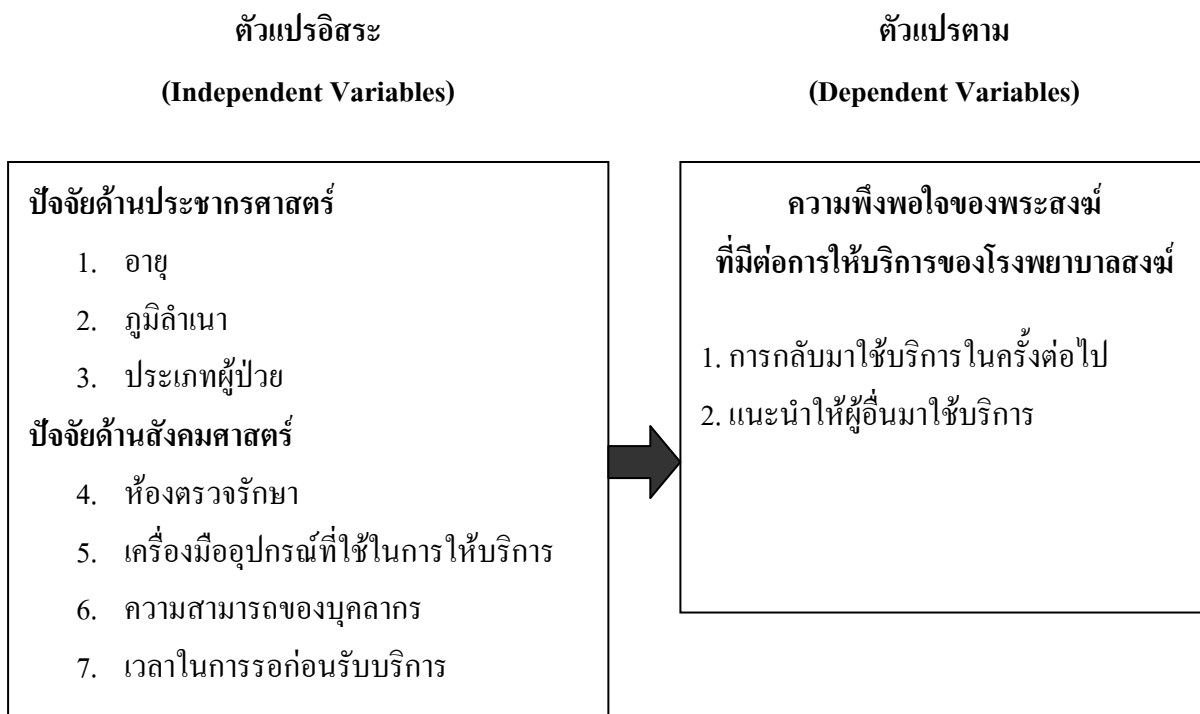 ตัวแปรอิสระ
(Independent Variables)
ปัจจัยด้านประชากรศาสตร์
1. อายุ
2. ภูมิลำเนา
3. ประเภทผู้ป่วย
ปัจจัยด้านสังคมศาสตร์
4. ห้องตรวจรักษา
5. เครื่องมืออุปกรณ์ที่ใช้ในการให้บริการ
6. ความสามารถของบุคลากร
7. เวลาในการรอก่อนรับบริการ
ตัวแปรตาม
(Dependent Variables)
ความพึงพอใจของพระสงฆ์
ที่มีต่อการให้บริการของโรงพยาบาลสงฆ์
1. การกลับมาใช้บริการในครั้งต่อไป
2. แนะนำให้ผู้อื่นมาใช้บริการ